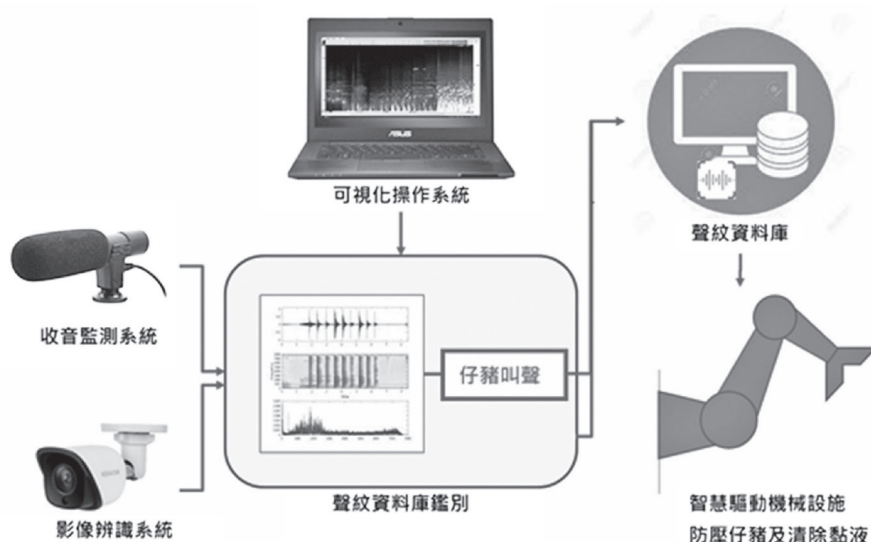 ASUS
可視化操作系統
聲紋資料庫
收音監測系統
仔豬叫聲
影像辨識系統
聲紋資料庫鑑別
智慧驅動機械設施
防壓仔豬及清除黏液